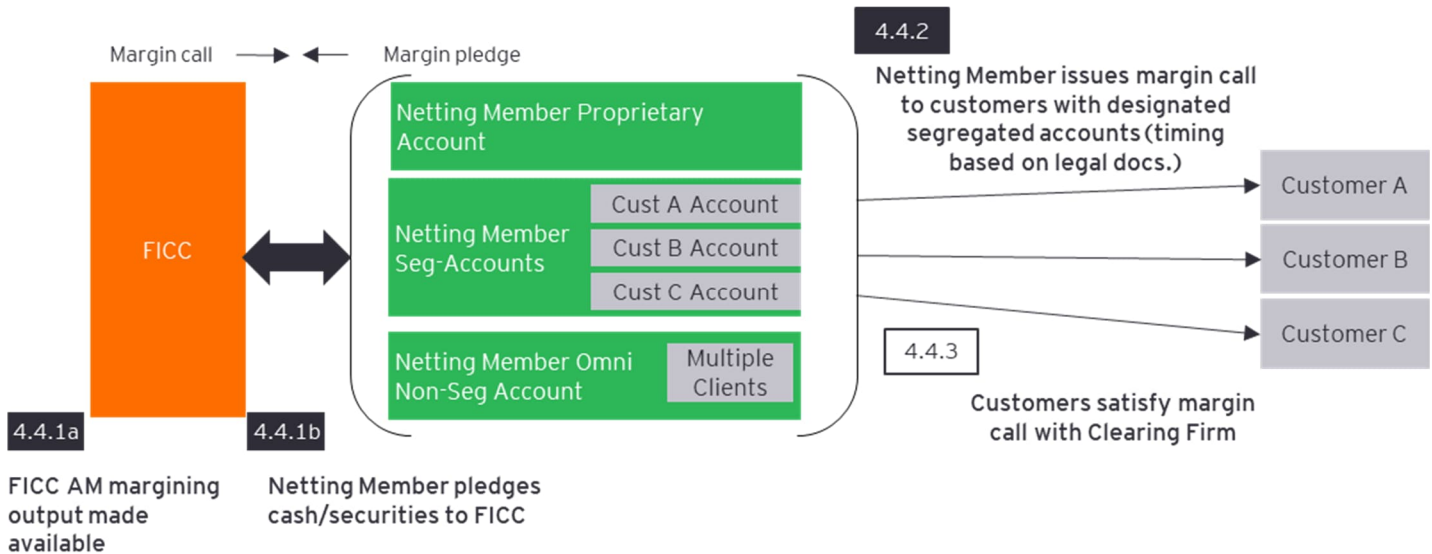 Margin call
Margin pledge
4.4.2
Netting Member issues margin call
to customers with designated
segregated accounts (timing
based on legal docs.)
FICC
Netting Member Proprietary
Account
Netting Member
Seg-Accounts
Cust A Account
Cust B Account
Cust C Account
Netting Member Omni
Non-Seg Account
Multiple
Clients
Customer A
Customer B
Customer C
4.4.3
Customers satisfy margin
call with Clearing Firm
4.4.1a
FICC AM margining
output made
available
4.4.1b
Netting Member pledges
cash/securities to FICC